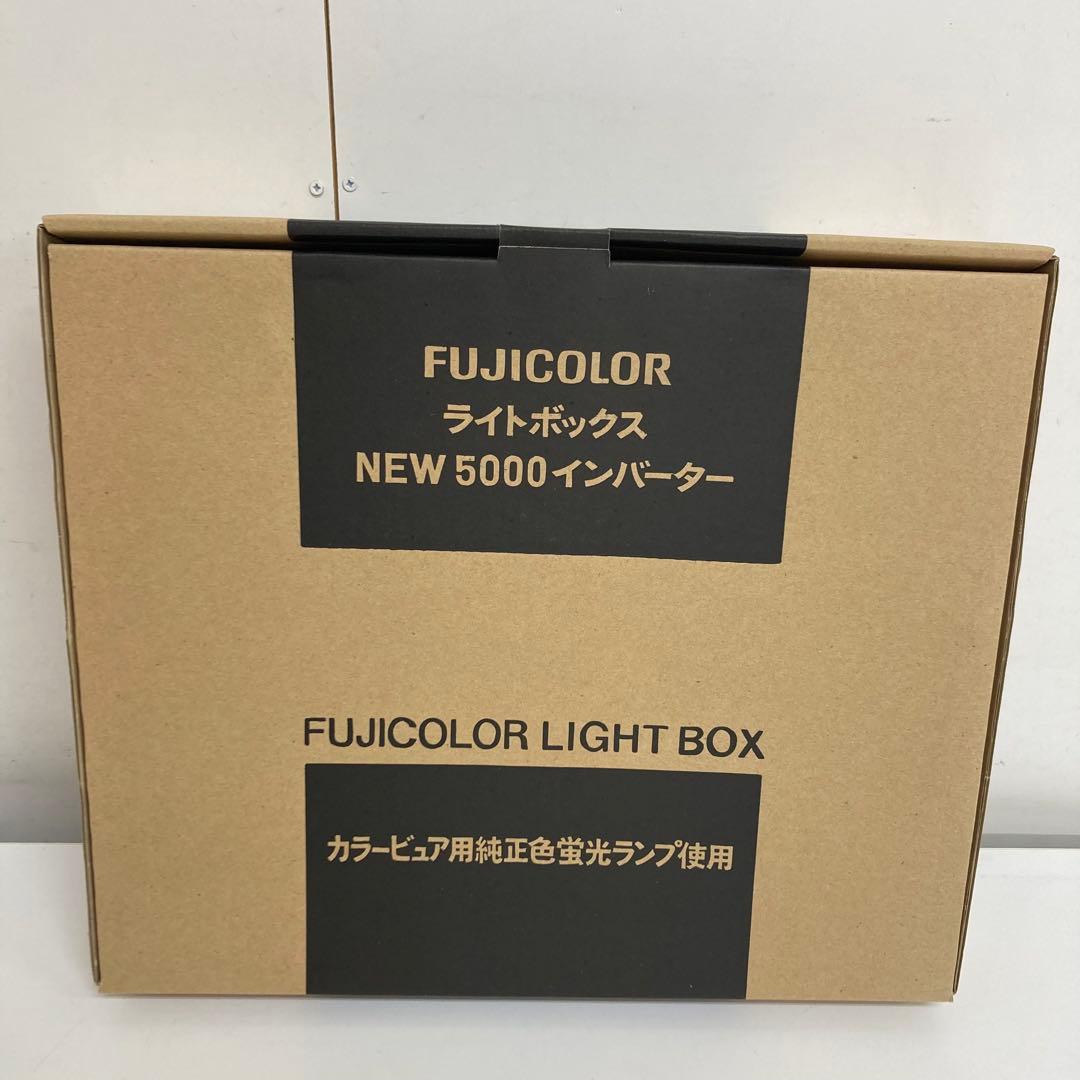 FUJICOLOR
ライトボックス
NEW 5000インバーター
FUJICOLOR LIGHT BOX
カラービュア用純正色蛍光ランプ使用